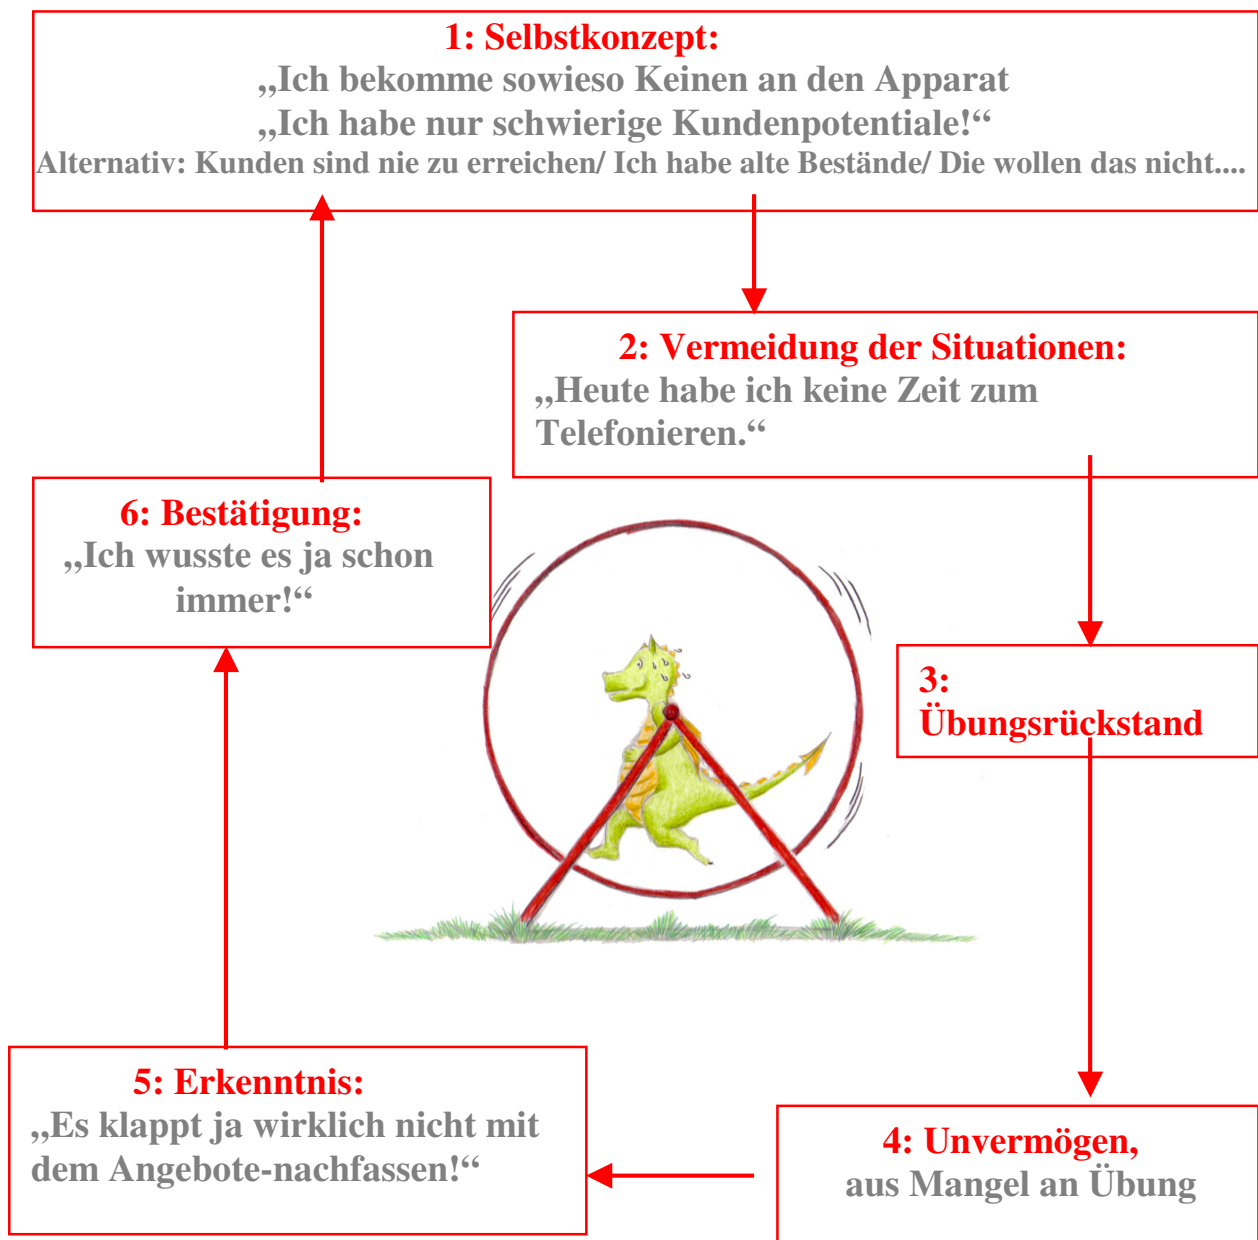 1: Selbstkonzept:
„Ich bekomme sowieso Keinen an den Apparat
„Ich habe nur schwierige Kundenpotentiale!“
Alternativ: Kunden sind nie zu erreichen/ Ich habe alte Bestände/ Die wollen das nicht....
2: Vermeidung der Situationen:
„Heute habe ich keine Zeit zum
Telefonieren.“
6: Bestätigung:
„Ich wusste es ja schon
immer!“
3:
Übungsrückstand
5: Erkenntnis:
„Es klappt ja wirklich nicht mit
dem Angebote-nachfassen!“
4: Unvermögen,
aus Mangel an Übung